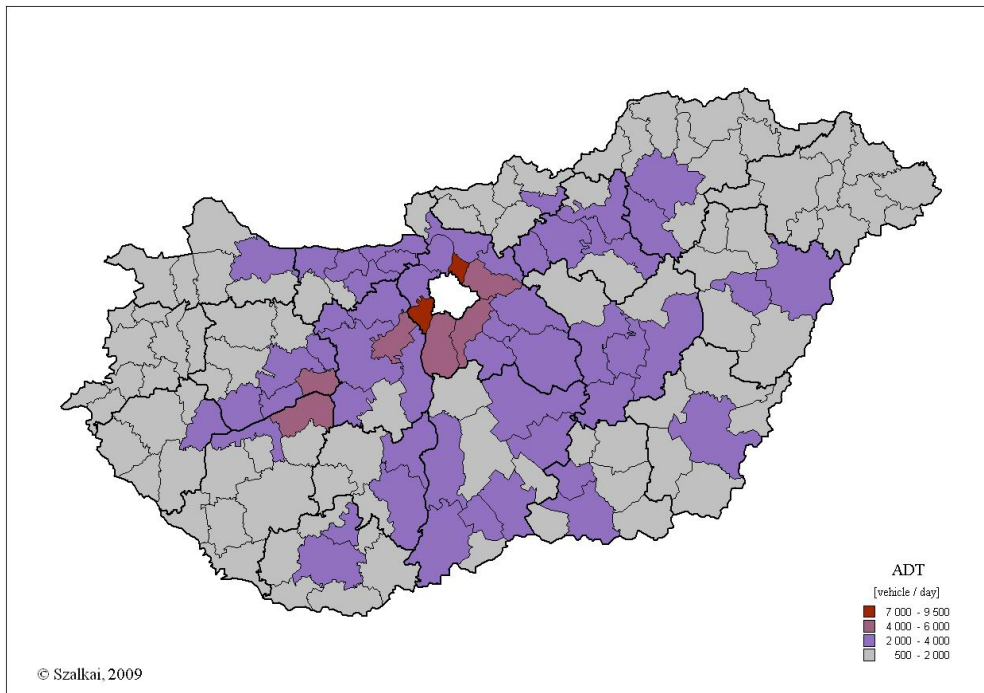 ADT
[vehicle / day]
7 000 - 9 500
4 000 - 6 000
2 000 - 4 000
500 - 2 000
© Szalkai, 2009